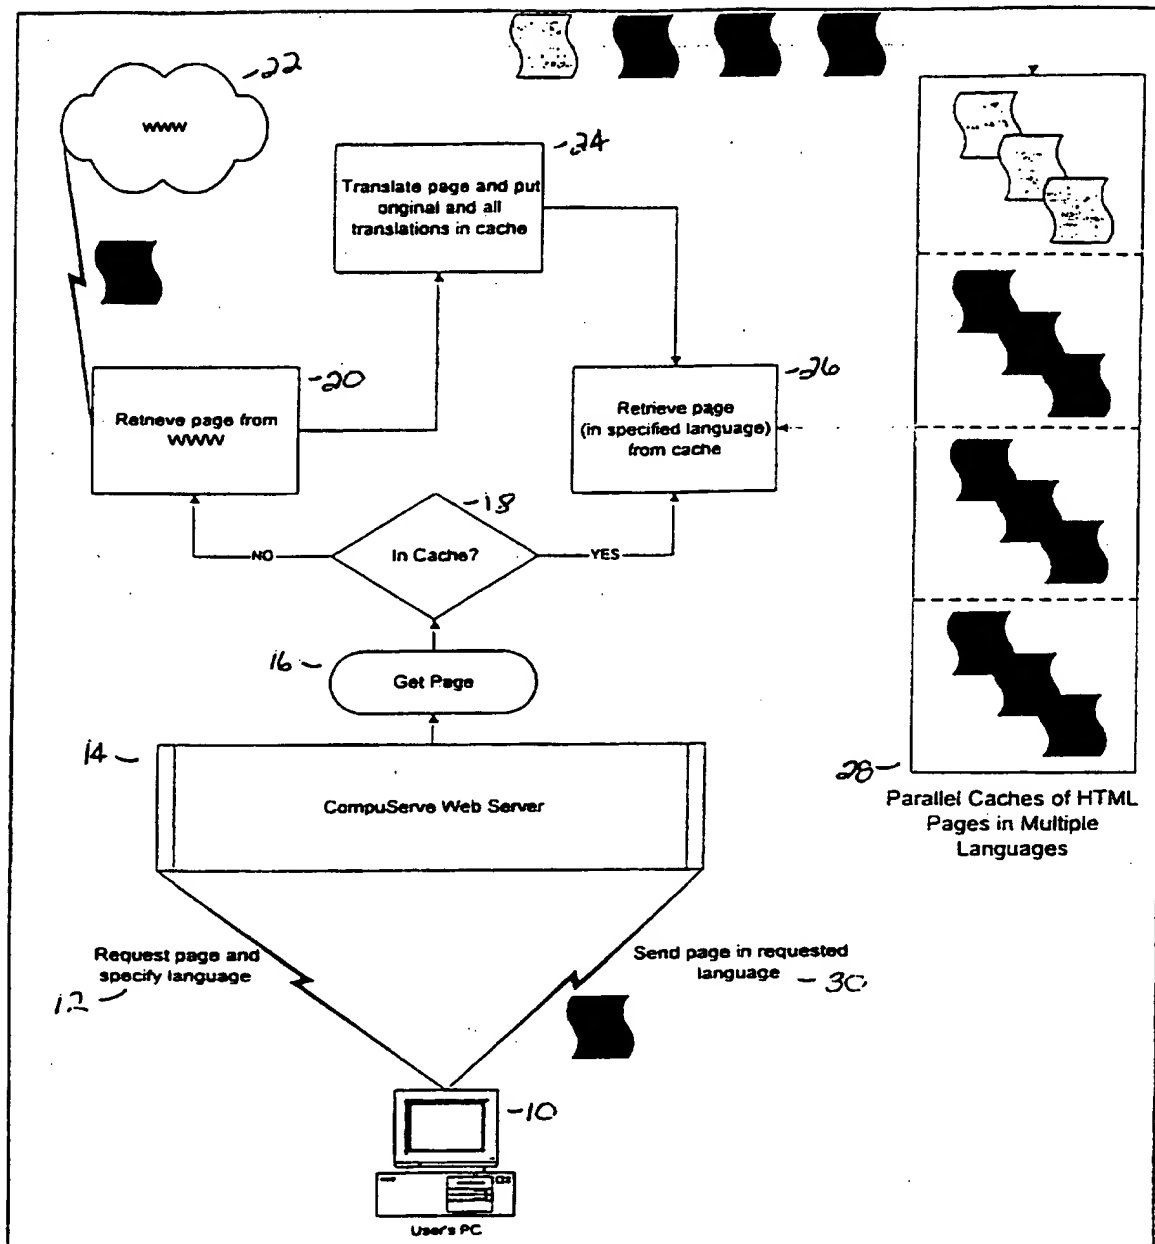 -22
WWW
-24
Translate page and put
original and all
translations in cache
-20
Retrieve page from
WWW
-26
Retrieve page
(in specified language)
from cache
-18
In Cache?
NO
YES
16
Get Page
14
CompuServe Web Server
28
Parallel Caches of HTML
Pages in Multiple
Languages
Request page and
specify language
12
Send page in requested
language
-30
-10
User's PC